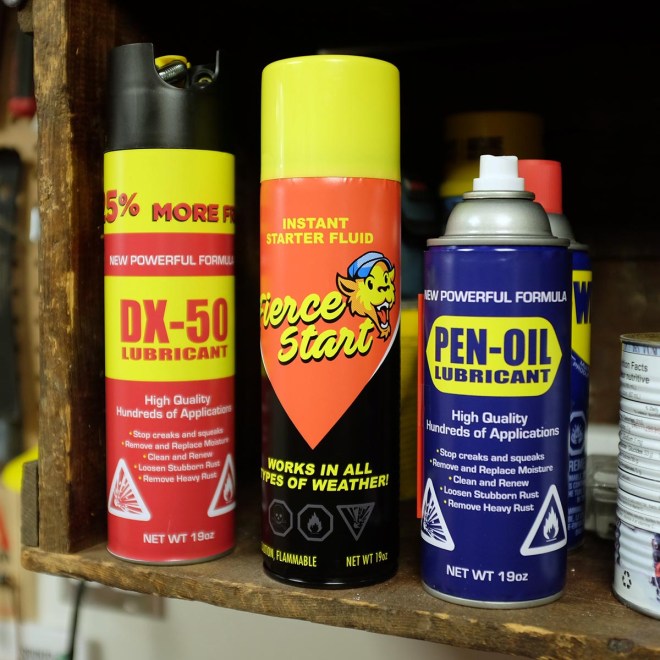 5% MORE F
NEW POWERFUL FORMULA
DX-50
LUBRICANT
High Quality
Hundreds of Applications
•Stop creaks and squeaks
•Remove and Replace Moisture
•Clean and Renew
•Loosen Stubborn Rust
•Remove Heavy Rust
NET WT 19oz
INSTANT
STARTER FLUID
Fierce
Start
WORKS IN ALL
TYPES OF WEATHER!
FLAMMABLE
NET WT 19oz
NEW POWERFUL FORMULA
PEN-OIL
LUBRICANT
High Quality
Hundreds of Applications
•Stop creaks and squeaks
•Remove and Replace Moisture
•Clean and Renew
•Loosen Stubborn Rust
•Remove Heavy Rust
NET WT 19oz
W
Facts
nutritive